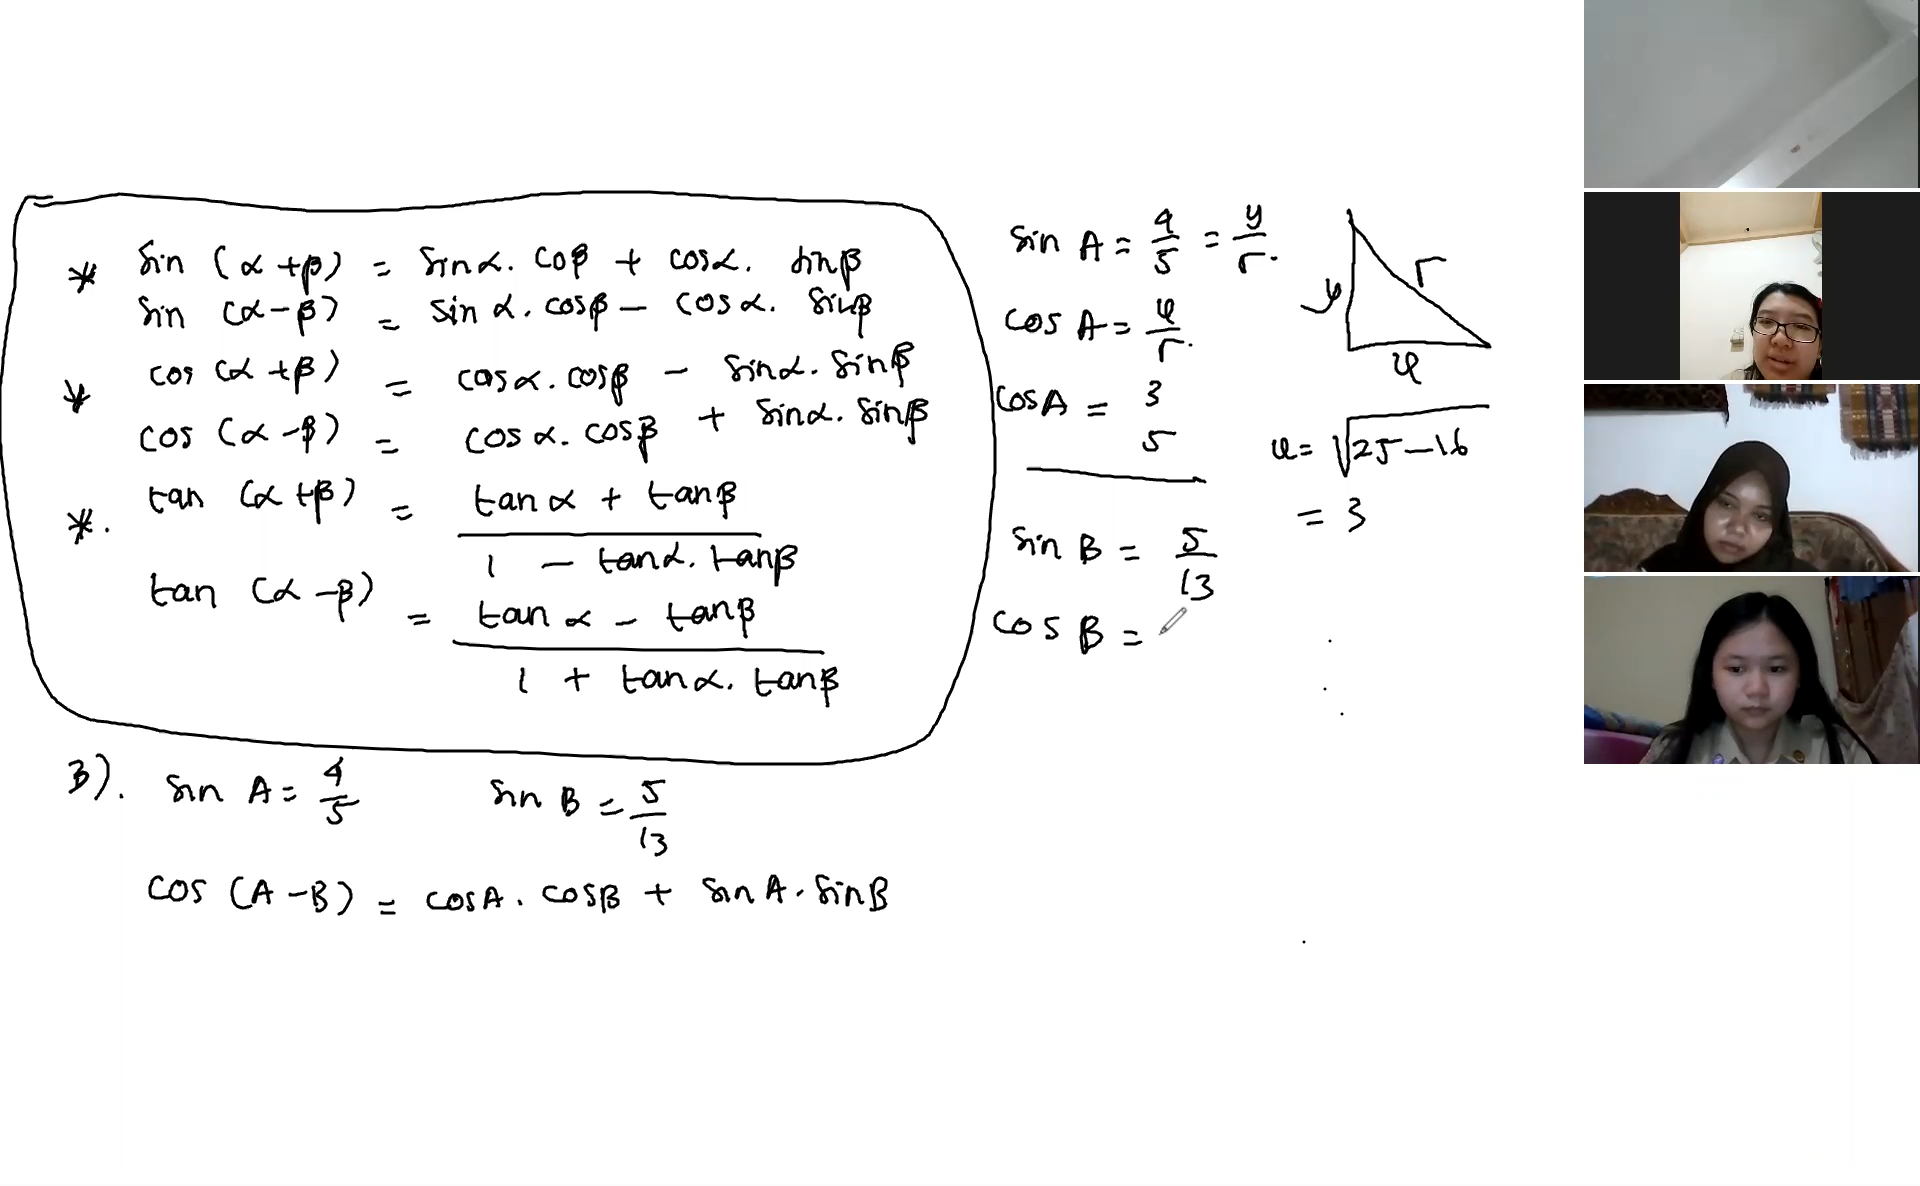 * sin (α + β) = sin α . coβ + cos α . sin β
sin (α - β) = sin α . cos β - cos α . sin β
* cos (α + β) = cos α . cos β - sin α . sin β
cos (α - β) = cos α . cos β + sin α . sin β
*. tan (α + β) = tan α + tan β
1 - tan α . tan β
tan (α - β) = tan α - tan β
1 + tan α . tan β
3). sin A = 4/5 sin B = 5/13
cos (A - B) = cos A . cos B + sin A . sin B
sin A = 4/5 = y/r.
cos A = x/r.
cos A = 3
5
sin B = 5/13
cos B =
y r
x
x = √25 - 16
= 3